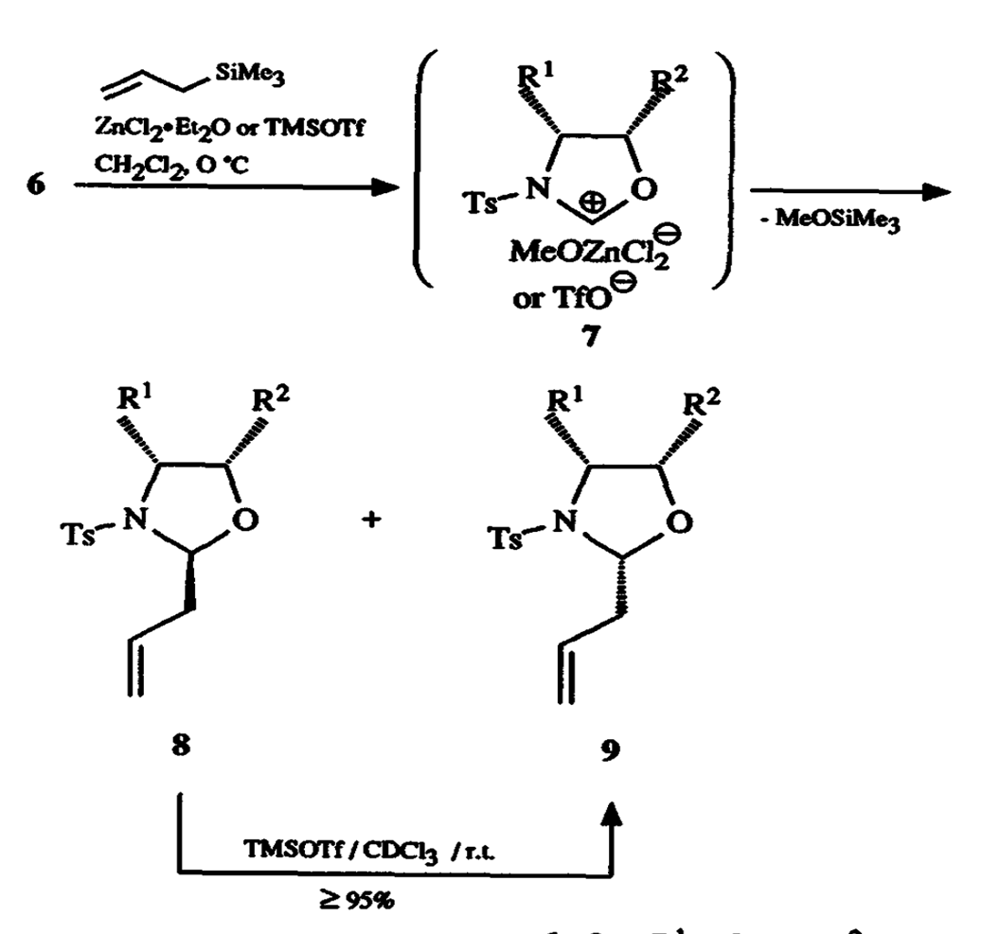 SiMe3
ZnCl2•Et2O or TMSOTf
CH2Cl2, O °C
6
R1 R2
Ts N O
⊕
MeOZnCl2⊖
or TfO⊖
7
- MeOSiMe3
R1 R2
Ts N O
+
R1 R2
Ts N O
8
9
TMSOTf / CDCl3 / r.t.
≥ 95%